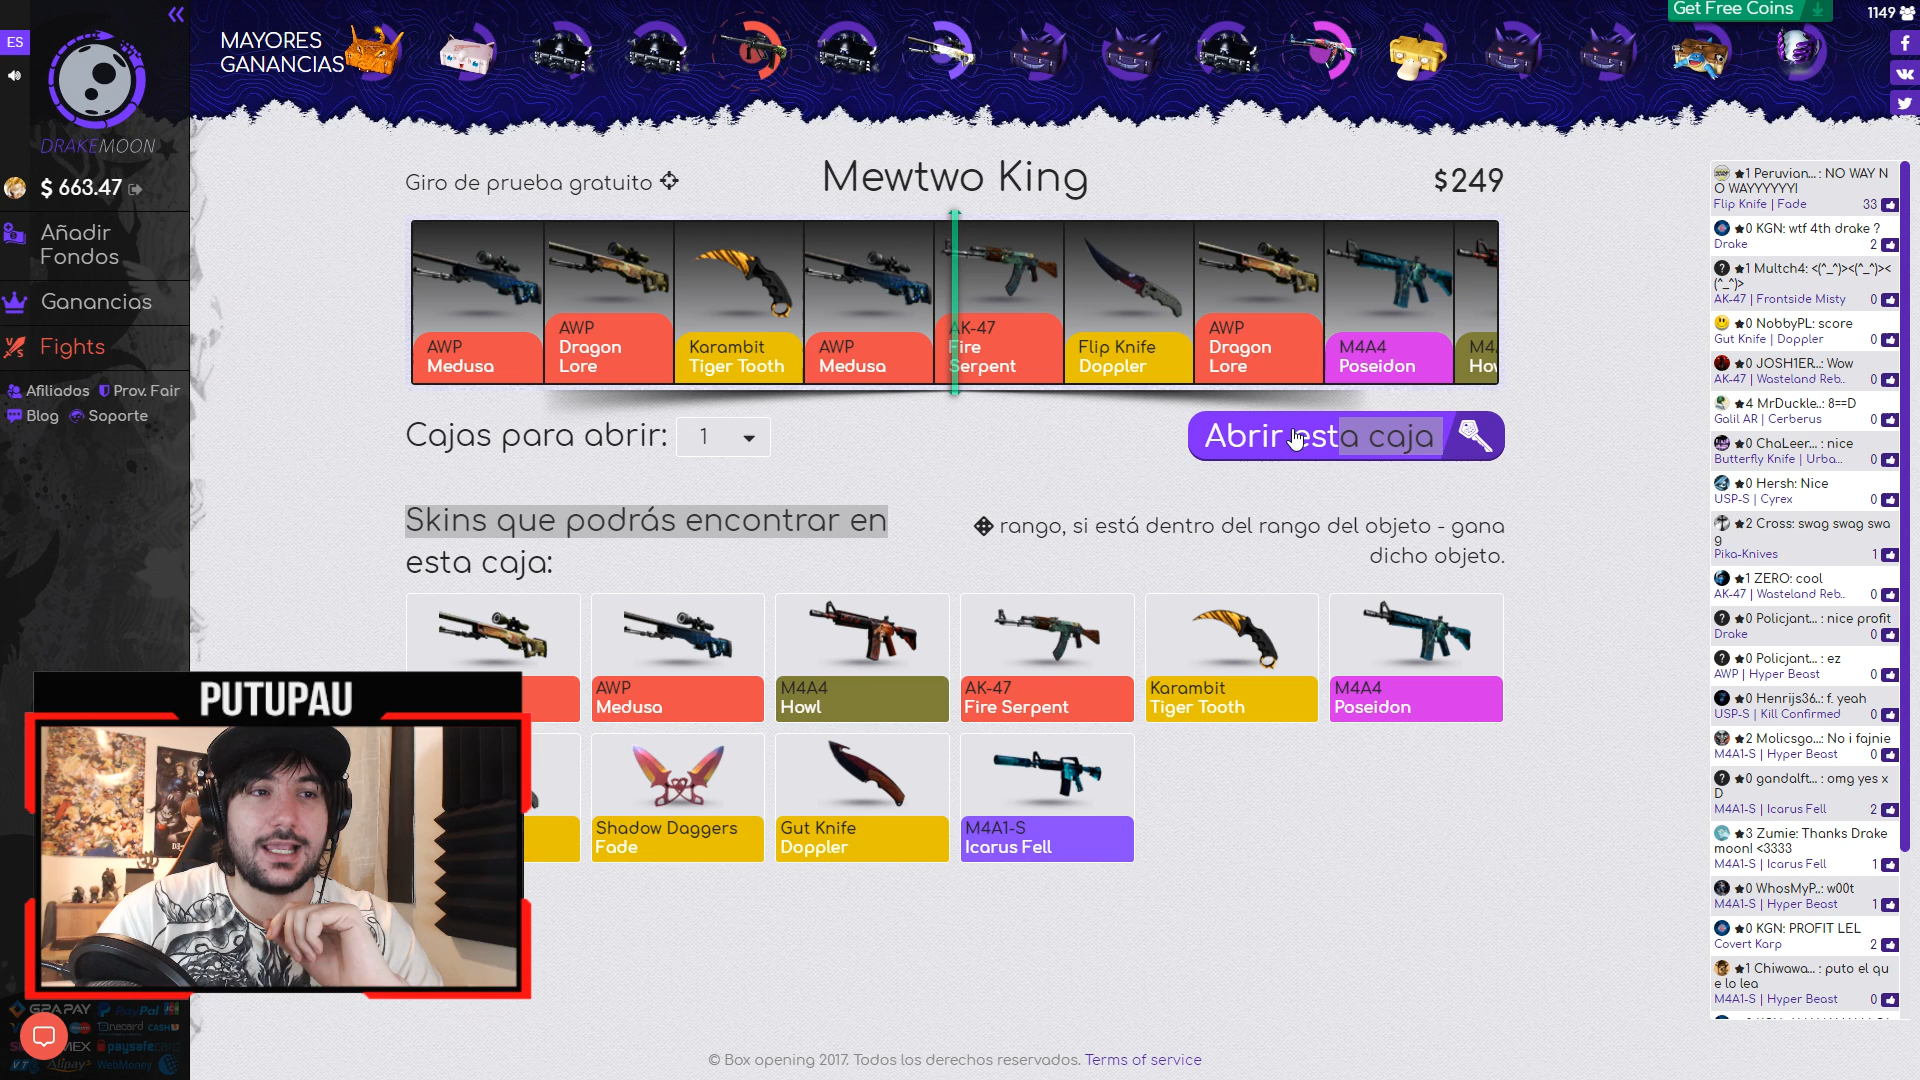 Get Free Coins
1149
ES
MAYORES
GANANCIAS
DRAKEMOON
$ 663.47
Añadir
Fondos
Ganancias
Fights
Afiliados Prov. Fair
Blog Soporte
Giro de prueba gratuito
Mewtwo King
$249
AWP
Medusa
AWP
Dragon
Lore
Karambit
Tiger Tooth
AWP
Medusa
AK-47
Fire
Serpent
Flip Knife
Doppler
AWP
Dragon
Lore
M4A4
Poseidon
Cajas para abrir: 1
Abrir esta caja
Skins que podrás encontrar en
esta caja:
rango, si está dentro del rango del objeto - gana
dicho objeto.
AWP
Medusa
M4A4
Howl
AK-47
Fire Serpent
Karambit
Tiger Tooth
M4A4
Poseidon
Shadow Daggers
Fade
Gut Knife
Doppler
M4A1-S
Icarus Fell
PUTUPAU
G2APAY PayPal JCB
paysafe
Alipay WebMoney
© Box opening 2017. Todos los derechos reservados. Terms of service
★1 Peruvian... : NO WAY N
O WAYYYYYY!
Flip Knife | Fade 33
★0 KGN: wtf 4th drake ?
Drake 2
★1 Multch4: <(^_^)><(^_^)><
(^_^)>
AK-47 | Frontside Misty 0
★0 NobbyPL: score
Gut Knife | Doppler 0
★0 JOSH1ER..: Wow
AK-47 | Wasteland Reb.. 0
★4 MrDuckle..: 8==D
Galil AR | Cerberus 0
★0 ChaLeer... : nice
Butterfly Knife | Urba... 0
★0 Hersh: Nice
USP-S | Cyrex 0
★2 Cross: swag swag swa
g
Pika-Knives 1
★1 ZERO: cool
AK-47 | Wasteland Reb.. 0
★0 Policjant... : nice profit
Drake 0
★0 Policjant... : ez
AWP | Hyper Beast 0
★0 Henrijs36..: f. yeah
USP-S | Kill Confirmed 0
★2 Molicsgo...: No i fajnie
M4A1-S | Hyper Beast 0
★0 gandalft... : omg yes x
D
M4A1-S | Icarus Fell 2
★3 Zumie: Thanks Drake
moon! <3333
M4A1-S | Icarus Fell 1
★0 WhosMyP..: w00t
M4A1-S | Hyper Beast 1
★0 KGN: PROFIT LEL
Covert Karp 2
★1 Chiwawa... : puto el qu
e lo lea
M4A1-S | Hyper Beast 0